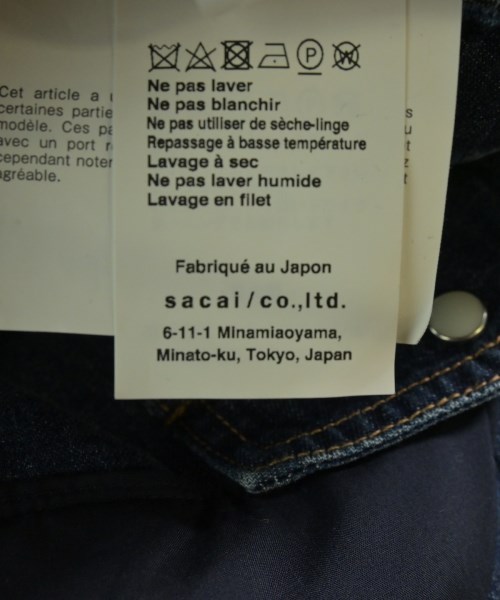 Ne pas laver
Ne pas blanchir
Ne pas utiliser de sèche-linge
Repassage à basse température
Lavage à sec
Ne pas laver humide
Lavage en filet
Fabriqué au Japon
sacai/co.,ltd.
6-11-1 Minamiaoyama,
Minato-ku, Tokyo, Japan
Cet article a
certaines partie
modèle. Ces
avec un port
cependant noter
agréable.